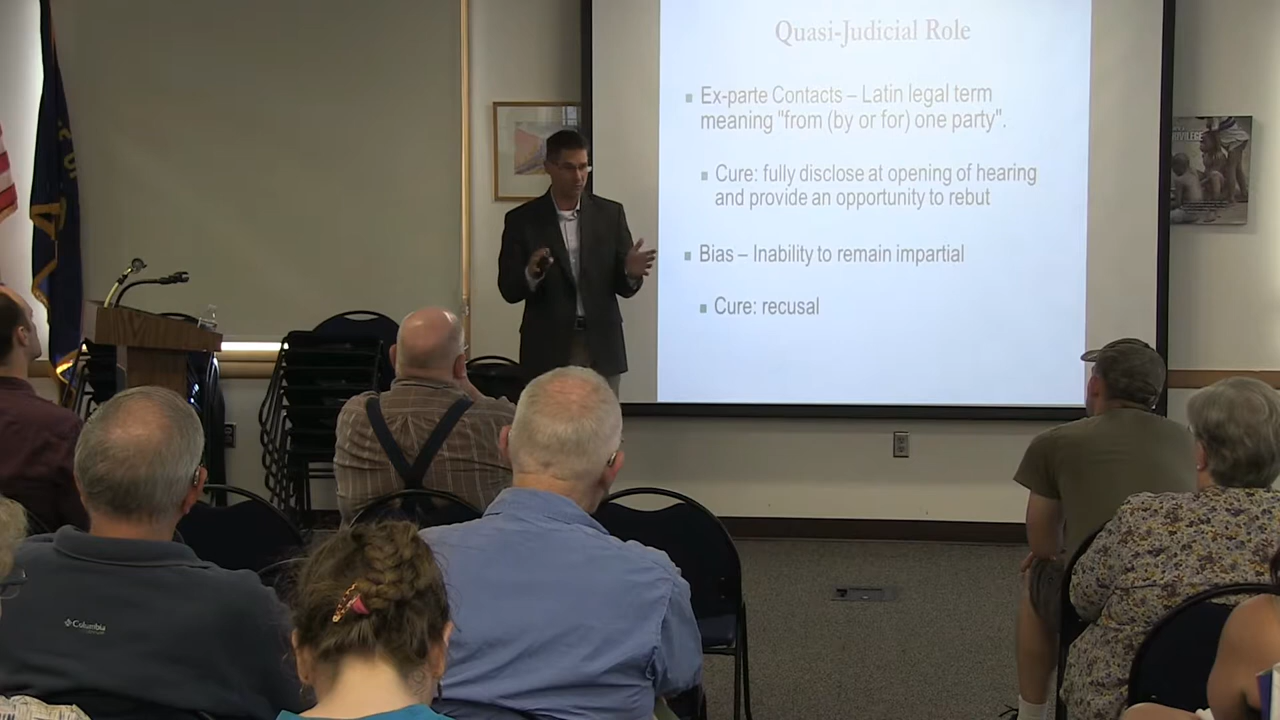 Quasi-Judicial Role
Ex-parte Contacts – Latin legal term
meaning "from (by or for) one party".
Cure: fully disclose at opening of hearing
and provide an opportunity to rebut
Bias – Inability to remain impartial
Cure: recusal
Columbia